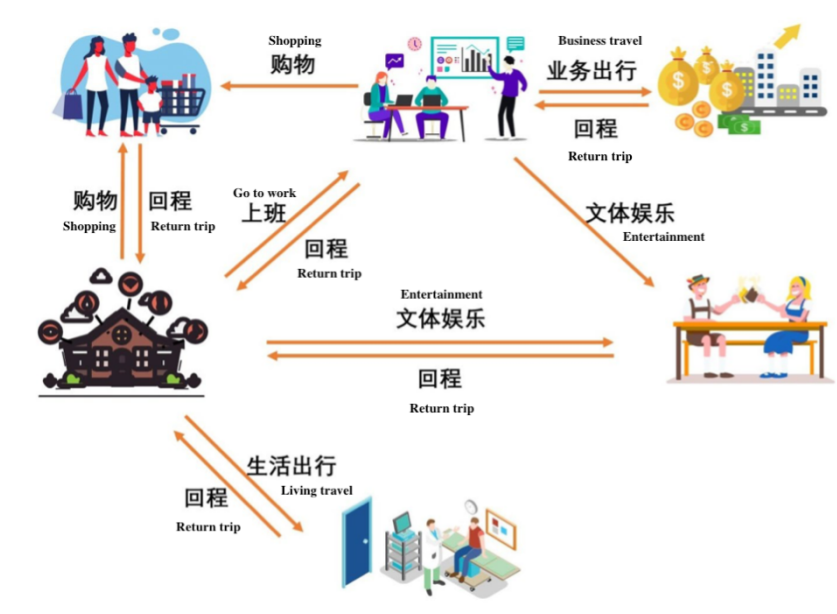 Shopping
购物
Business travel
业务出行
回程
Return trip
购物
Shopping
回程
Return trip
Go to work
上班
回程
Return trip
文体娱乐
Entertainment
Entertainment
文体娱乐
回程
Return trip
生活出行
Living travel
回程
Return trip